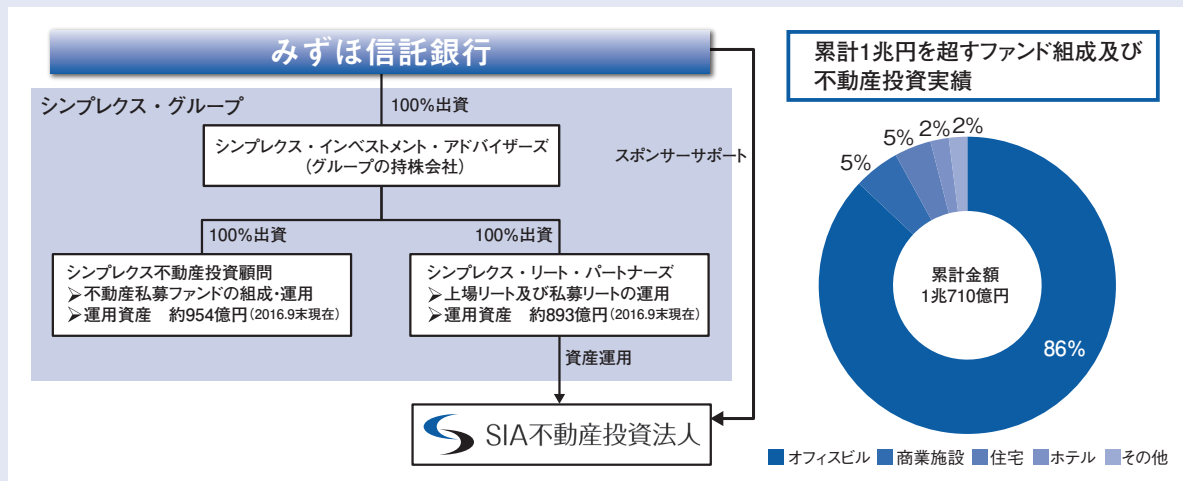 みずほ信託銀行
シンプレクス・グループ
100%出資
シンプレクス・インベストメント・アドバイザーズ
(グループの持株会社)
スポンサーサポート
100%出資
100%出資
シンプレクス不動産投資顧問
➢不動産私募ファンドの組成・運用
➢運用資産 約954億円(2016.9末現在)
シンプレクス・リート・パートナーズ
➢上場リート及び私募リートの運用
➢運用資産 約893億円(2016.9末現在)
資産運用
SIA不動産投資法人
累計1兆円を超すファンド組成及び
不動産投資実績
5%
5%
2%
2%
累計金額
1兆710億円
86%
オフィスビル 商業施設 住宅 ホテル その他